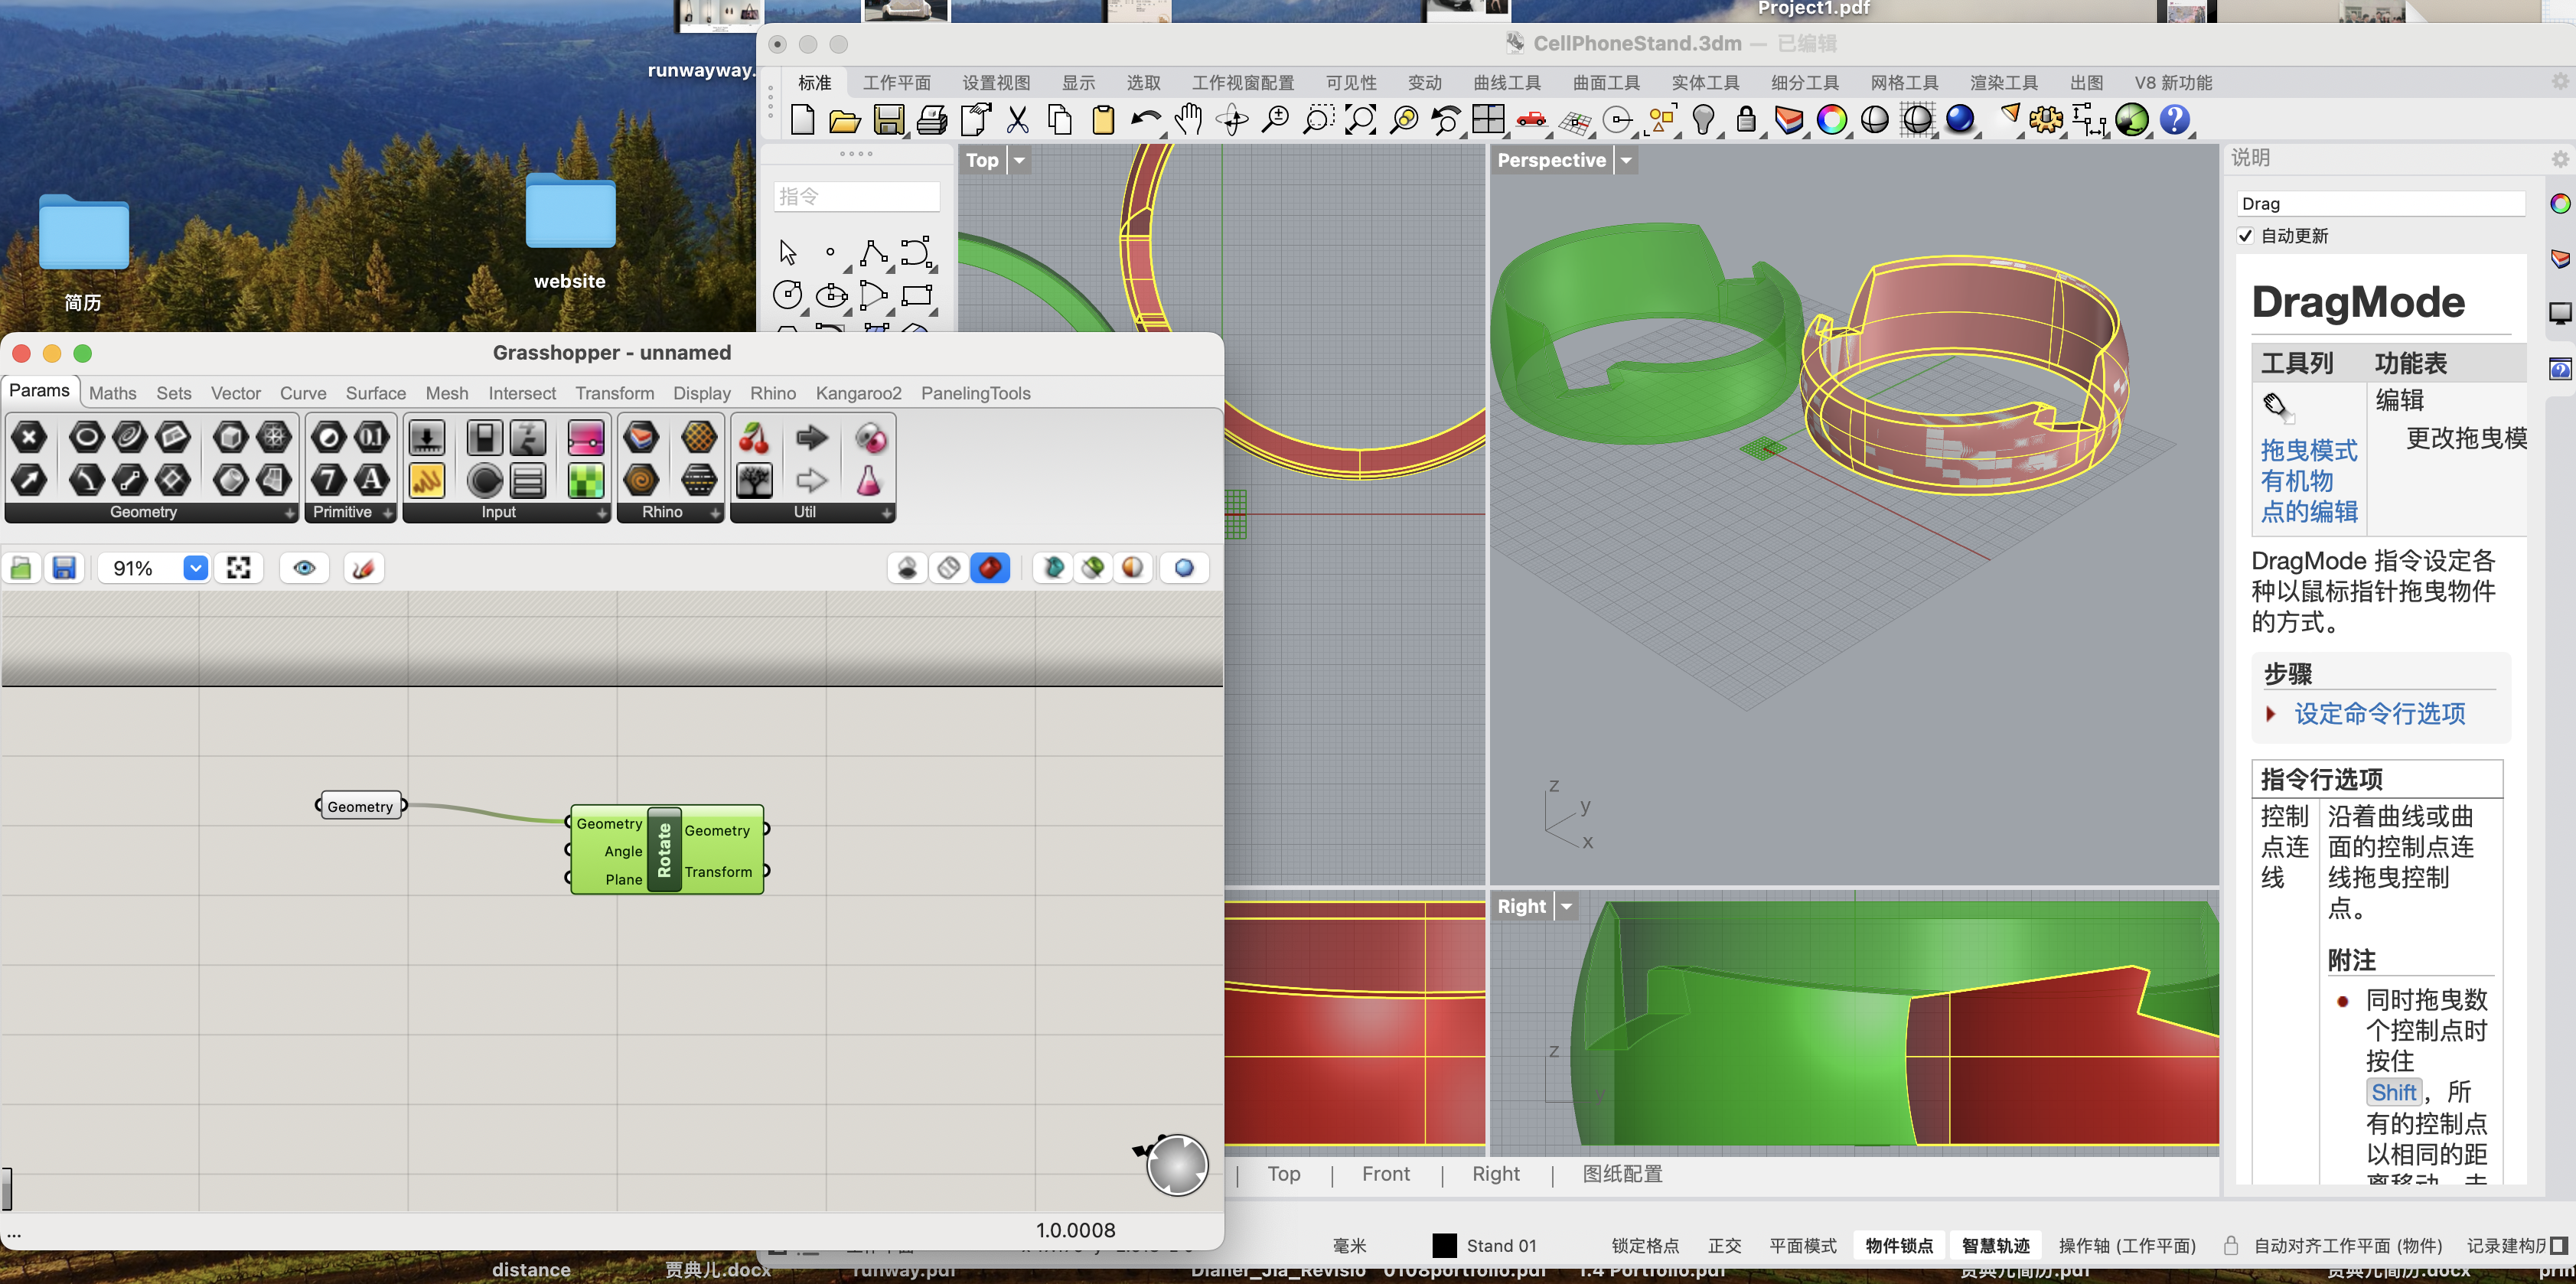 Project1.pdf
runwayway.
website
简历
CellPhoneStand.3dm — 已编辑
标准 工作平面 设置视图 显示 选取 工作视窗配置 可见性 变动 曲线工具 曲面工具 实体工具 细分工具 网格工具 渲染工具 出图 V8 新功能
指令
Top
Perspective
z
y
x
Right
z
y
Top | Front | Right | 图纸配置
毫米 Stand 01 锁定格点 正交 平面模式 物件锁点 智慧轨迹 操作轴 (工作平面) 自动对齐工作平面 (物件) 记录建构历
说明
Drag
自动更新
DragMode
工具列 功能表
拖曳模式
有机物
点的编辑
编辑
更改拖曳模
DragMode 指令设定各
种以鼠标指针拖曳物件
的方式。
步骤
设定命令行选项
指令行选项
控制
点连
线
沿着曲线或曲
面的控制点连
线拖曳控制
点。
附注
同时拖曳数
个控制点时
按住
Shift，所
有的控制点
以相同的距
Grasshopper - unnamed
Params Maths Sets Vector Curve Surface Mesh Intersect Transform Display Rhino Kangaroo2 PanelingTools
Geometry Primitive Input Rhino Util
91%
Geometry
Geometry
Angle
Plane
Rotate
Geometry
Transform
1.0.0008
...
distance
贾典儿.docx
runway.pdf
Dianer_Jia_Revisio
0108portfolio.pdf
1.4 Portfolio.pdf
贾典儿简历.pdf
贾典儿简历.docx